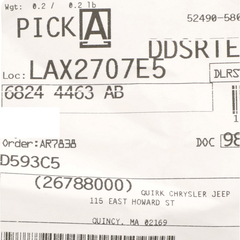 Wgt: 0.2 / 0.2 lb
52490-580
PICK A
DDSRTE
Loc: LAX2707E5
DLRS
6824 4463 AB
Order: AR7838
DOC 98
D593C5
(26788000)
QUIRK CHRYSLER JEEP
115 EAST HOWARD ST
QUINCY, MA 02169